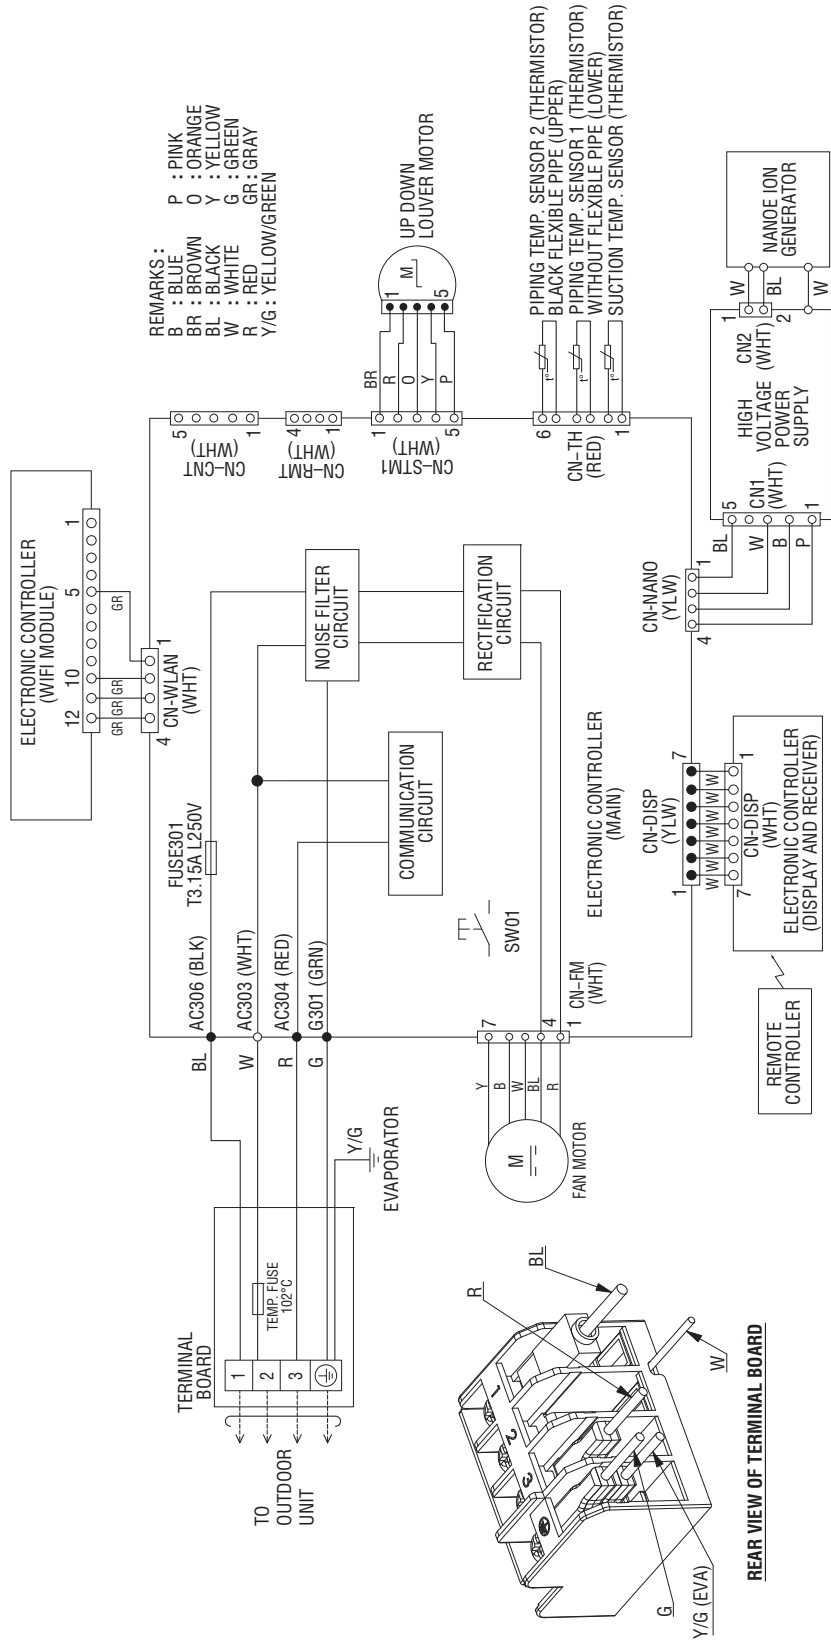 REMARKS :
B : BLUE P : PINK
BR : BROWN O : ORANGE
BL : BLACK Y : YELLOW
W : WHITE G : GREEN
R : RED GR : GRAY
Y/G : YELLOW/GREEN
ELECTRONIC CONTROLLER
(WIFI MODULE)
12
10
5
1
GR
GR
GR
GR
4
1
CN-WLAN
(WHT)
5
1
CN-CNT
(WHT)
4
1
CN-RMT
(WHT)
1
5
CN-STM1
(WHT)
BR
R
O
Y
P
1
5
M
UP DOWN
LOUVER MOTOR
6
1
CN-TH
(RED)
t°
t°
t°
PIPING TEMP. SENSOR 2 (THERMISTOR)
BLACK FLEXIBLE PIPE (UPPER)
PIPING TEMP. SENSOR 1 (THERMISTOR)
WITHOUT FLEXIBLE PIPE (LOWER)
SUCTION TEMP. SENSOR (THERMISTOR)
TERMINAL
BOARD
1
2
3
TEMP. FUSE
102°C
TO
OUTDOOR
UNIT
Y/G
EVAPORATOR
BL
W
R
G
AC306 (BLK)
AC303 (WHT)
AC304 (RED)
G301 (GRN)
FUSE301
T3.15A L250V
NOISE FILTER
CIRCUIT
COMMUNICATION
CIRCUIT
RECTIFICATION
CIRCUIT
SW01
ELECTRONIC CONTROLLER
(MAIN)
M
FAN MOTOR
Y
B
W
BL
R
7
4
1
CN-FM
(WHT)
CN-DISP
(YLW)
1
7
W
W
W
W
W
W
W
7
1
CN-DISP
(WHT)
ELECTRONIC CONTROLLER
(DISPLAY AND RECEIVER)
REMOTE
CONTROLLER
CN-NANO
(YLW)
4
1
BL
W
B
P
5
1
CN1
(WHT)
HIGH
VOLTAGE
POWER
SUPPLY
CN2
(WHT)
1
2
W
BL
W
NANOE ION
GENERATOR
1
2
3
R
BL
W
G
Y/G (EVA)
REAR VIEW OF TERMINAL BOARD